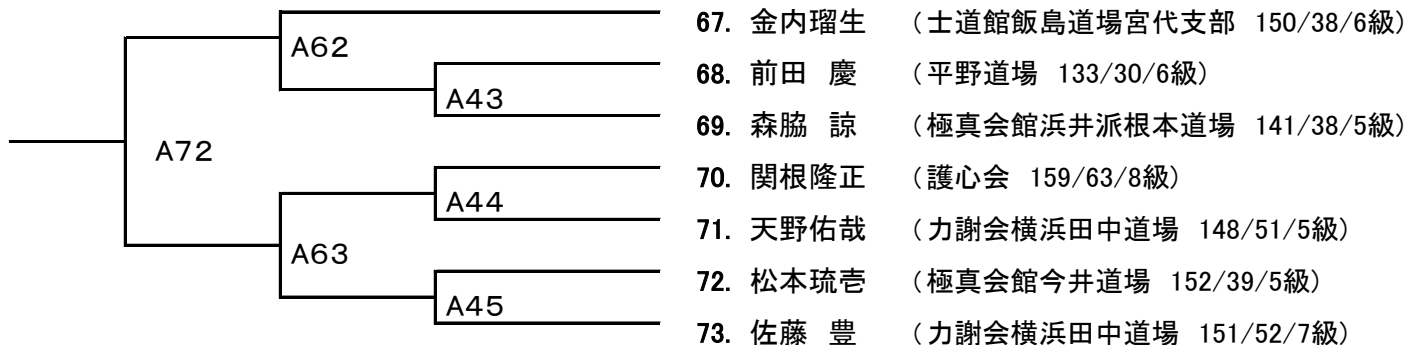 67. 金内瑠生 （士道館飯島道場宮代支部 150/38/6級）
A62
68. 前田 慶 （平野道場 133/30/6級）
A43
69. 森脇 諒 （極真会館浜井派根本道場 141/38/5級）
A72
70. 関根隆正 （護心会 159/63/8級）
A44
71. 天野佑哉 （力謝会横浜田中道場 148/51/5級）
A63
72. 松本琉壱 （極真会館今井道場 152/39/5級）
A45
73. 佐藤 豊 （力謝会横浜田中道場 151/52/7級）